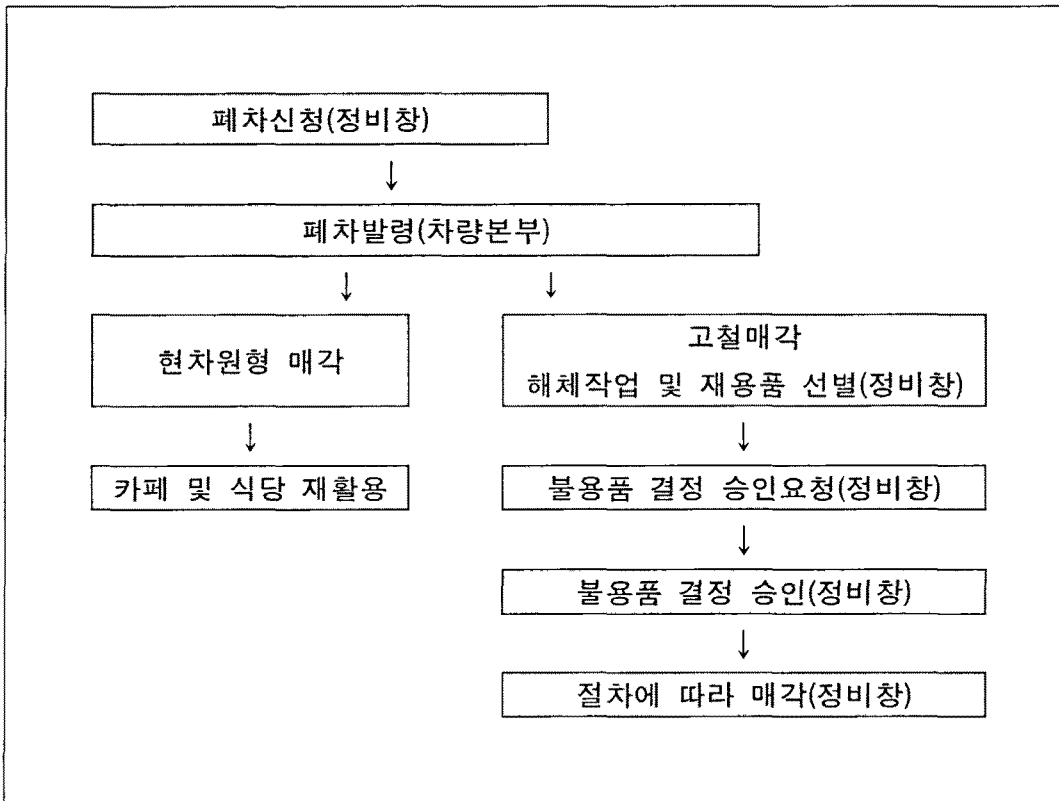 폐차신청(정비창)
↓
폐차발령(차량본부)
↓ ↓
현차원형 매각
↓
카페 및 식당 재활용
고철매각
해체작업 및 재용품 선별(정비창)
↓
불용품 결정 승인요청(정비창)
↓
불용품 결정 승인(정비창)
↓
절차에 따라 매각(정비창)